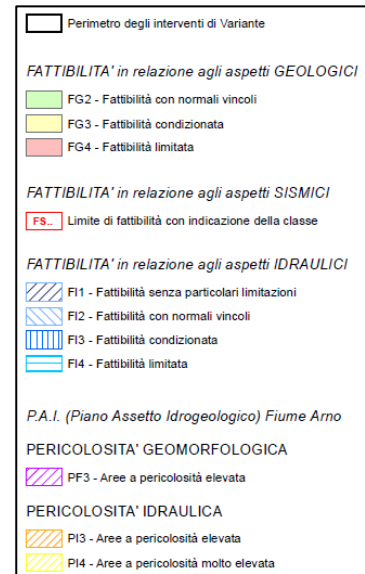 Perimetro degli interventi di Variante
FATTIBILITA' in relazione agli aspetti GEOLOGICI
FG2 - Fattibilità con normali vincoli
FG3 - Fattibilità condizionata
FG4 - Fattibilità limitata
FATTIBILITA' in relazione agli aspetti SISMICI
FS.. Limite di fattibilità con indicazione della classe
FATTIBILITA' in relazione agli aspetti IDRAULICI
FI1 - Fattibilità senza particolari limitazioni
FI2 - Fattibilità con normali vincoli
FI3 - Fattibilità condizionata
FI4 - Fattibilità limitata
P.A.I. (Piano Assetto Idrogeologico) Fiume Arno
PERICOLOSITA' GEOMORFOLOGICA
PF3 - Aree a pericolosità elevata
PERICOLOSITA' IDRAULICA
PI3 - Aree a pericolosità elevata
PI4 - Aree a pericolosità molto elevata